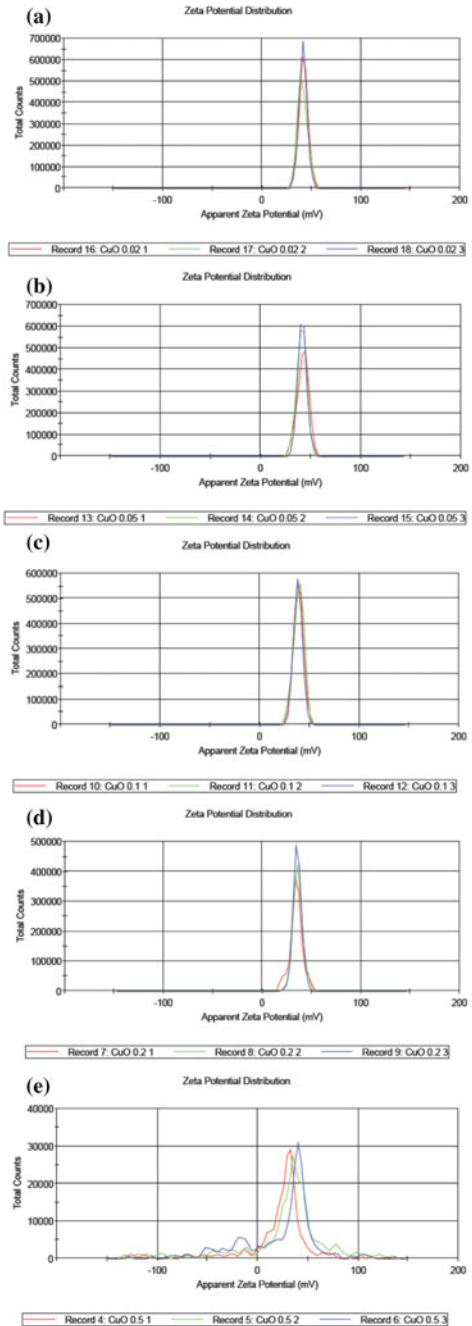 (a)
Zeta Potential Distribution
700000
600000
500000
400000
300000
200000
100000
0
Total Counts
-100 0 100 200
Apparent Zeta Potential (mV)
Record 16: CuO 0.02 1 Record 17: CuO 0.02 2 Record 18: CuO 0.02 3
(b)
Zeta Potential Distribution
700000
600000
500000
400000
300000
200000
100000
0
Total Counts
-100 0 100 200
Apparent Zeta Potential (mV)
Record 13: CuO 0.05 1 Record 14: CuO 0.05 2 Record 15: CuO 0.05 3
(c)
Zeta Potential Distribution
600000
500000
400000
300000
200000
100000
0
Total Counts
-100 0 100 200
Apparent Zeta Potential (mV)
Record 10: CuO 0.1 1 Record 11: CuO 0.1 2 Record 12: CuO 0.1 3
(d)
Zeta Potential Distribution
500000
400000
300000
200000
100000
0
Total Counts
-100 0 100 200
Apparent Zeta Potential (mV)
Record 7: CuO 0.2 1 Record 8: CuO 0.2 2 Record 9: CuO 0.2 3
(e)
Zeta Potential Distribution
40000
30000
20000
10000
0
Total Counts
-100 0 100 200
Apparent Zeta Potential (mV)
Record 4: CuO 0.5 1 Record 5: CuO 0.5 2 Record 6: CuO 0.5 3